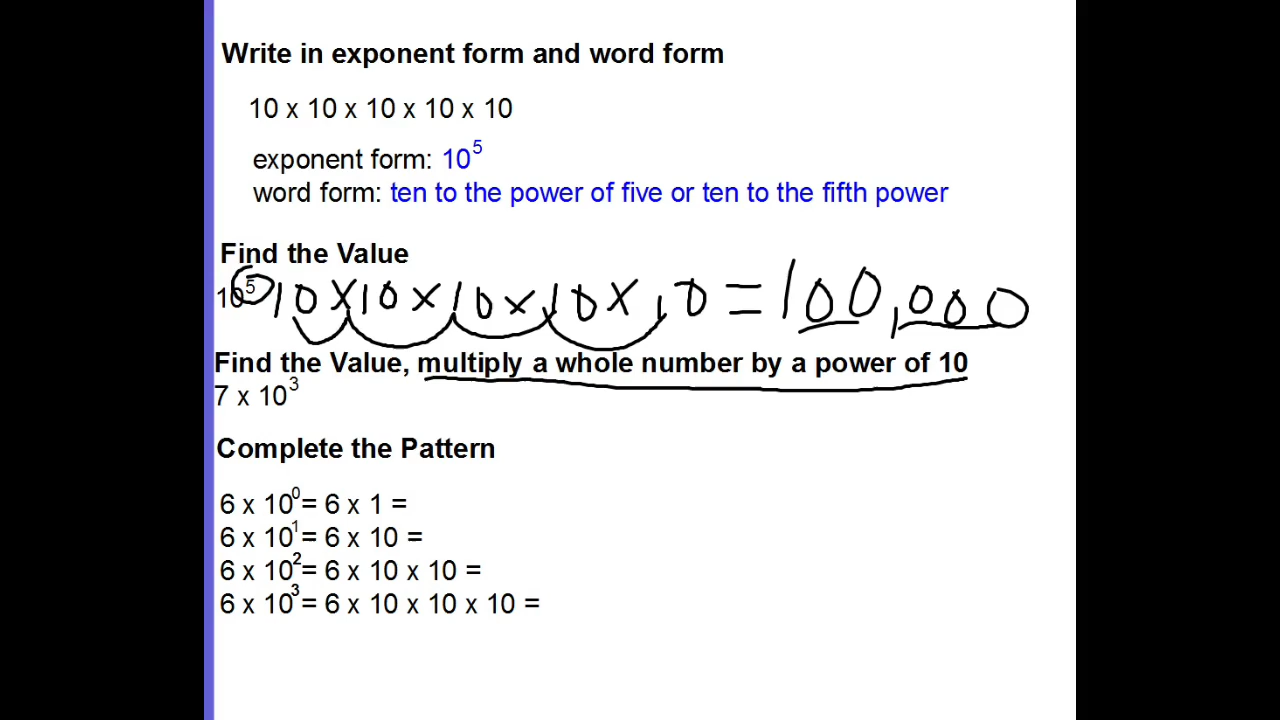 Write in exponent form and word form
10 x 10 x 10 x 10 x 10
exponent form: 10⁵
word form: ten to the power of five or ten to the fifth power
Find the Value
10⁵ 10 x 10 x 10 x 10 x 10 = 100,000
Find the Value, multiply a whole number by a power of 10
7 x 10³
Complete the Pattern
6 x 10⁰= 6 x 1 =
6 x 10¹= 6 x 10 =
6 x 10²= 6 x 10 x 10 =
6 x 10³= 6 x 10 x 10 x 10 =